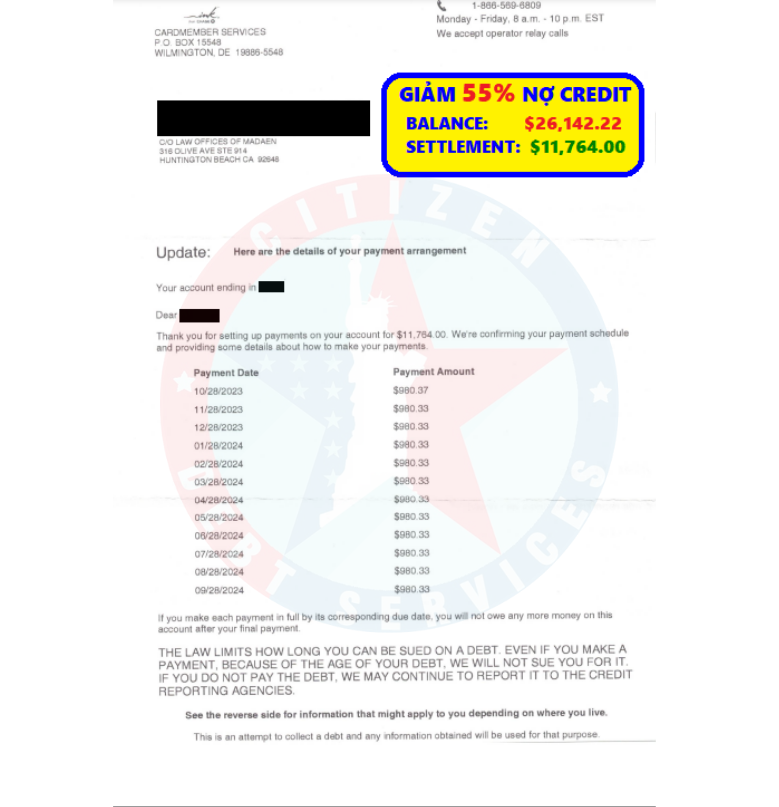 ink
CARDMEMBER SERVICES
P.O. BOX 15548
WILMINGTON, DE 19886-5548
1-866-569-6809
Monday - Friday, 8 a.m. - 10 p.m. EST
We accept operator relay calls
GIẢM 55% NỢ CREDIT
BALANCE: $26,142.22
SETTLEMENT: $11,764.00
C/O LAW OFFICES OF MADAEN
316 OLIVE AVE STE 914
HUNTINGTON BEACH CA 92648
CITIZEN
DEBT SERVICES
Update: Here are the details of your payment arrangement
Your account ending in
Dear
Thank you for setting up payments on your account for $11,764.00. We're confirming your payment schedule
and providing some details about how to make your payments.
Payment Date Payment Amount
10/28/2023 $980.37
11/28/2023 $980.33
12/28/2023 $980.33
01/28/2024 $980.33
02/28/2024 $980.33
03/28/2024 $980.33
04/28/2024 $980.33
05/28/2024 $980.33
06/28/2024 $980.33
07/28/2024 $980.33
08/28/2024 $980.33
09/28/2024 $980.33
If you make each payment in full by its corresponding due date, you will not owe any more money on this
account after your final payment.
THE LAW LIMITS HOW LONG YOU CAN BE SUED ON A DEBT. EVEN IF YOU MAKE A
PAYMENT, BECAUSE OF THE AGE OF YOUR DEBT, WE WILL NOT SUE YOU FOR IT.
IF YOU DO NOT PAY THE DEBT, WE MAY CONTINUE TO REPORT IT TO THE CREDIT
REPORTING AGENCIES.
See the reverse side for information that might apply to you depending on where you live.
This is an attempt to collect a debt and any information obtained will be used for that purpose.